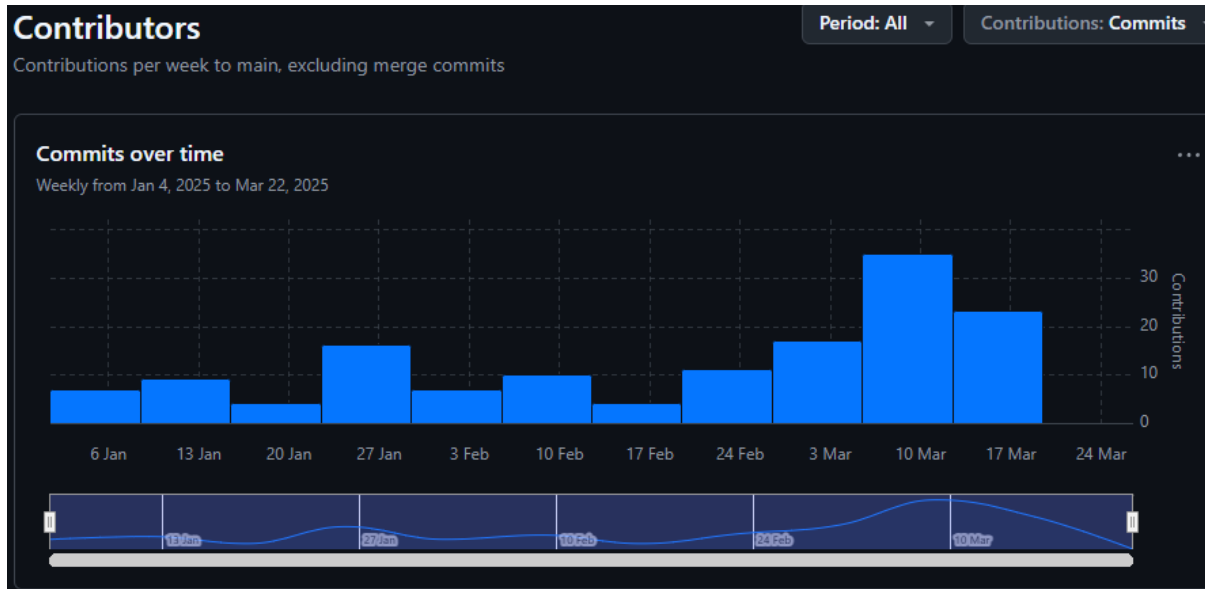 Contributors
Period: All
Contributions: Commits
Contributions per week to main, excluding merge commits
Commits over time
Weekly from Jan 4, 2025 to Mar 22, 2025
30
20
10
0
Contributions
6 Jan 13 Jan 20 Jan 27 Jan 3 Feb 10 Feb 17 Feb 24 Feb 3 Mar 10 Mar 17 Mar 24 Mar
13 Jan 27 Jan 10 Feb 24 Feb 10 Mar